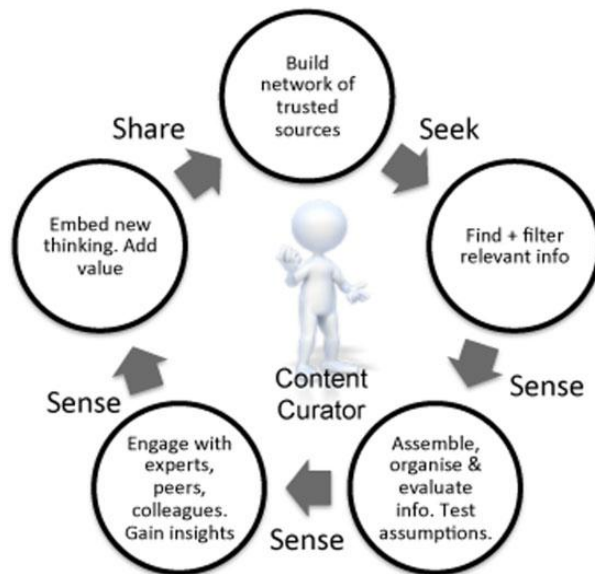 Build
network of
trusted
sources
Share
Seek
Embed new
thinking. Add
value
Find + filter
relevant info
Content
Curator
Sense
Sense
Engage with
experts,
peers,
colleagues.
Gain insights
Assemble,
organise &
evaluate
info. Test
assumptions.
Sense